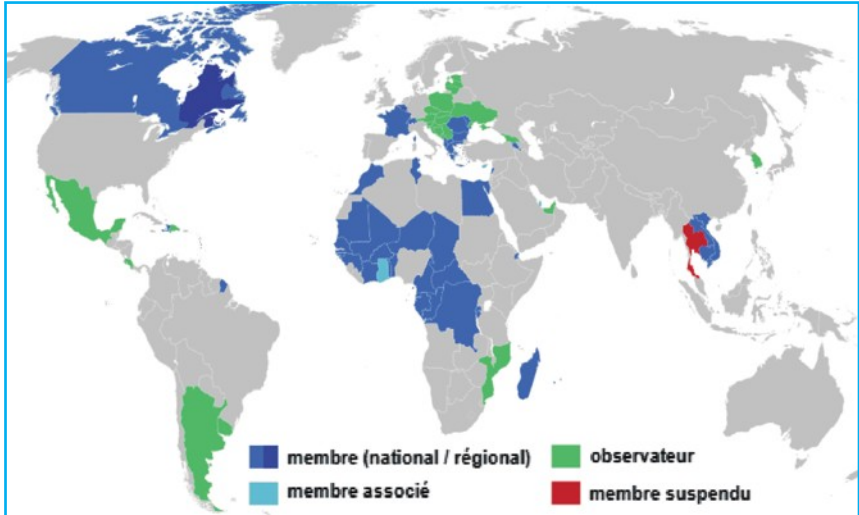 membre (national / régional)
observateur
membre associé
membre suspendu